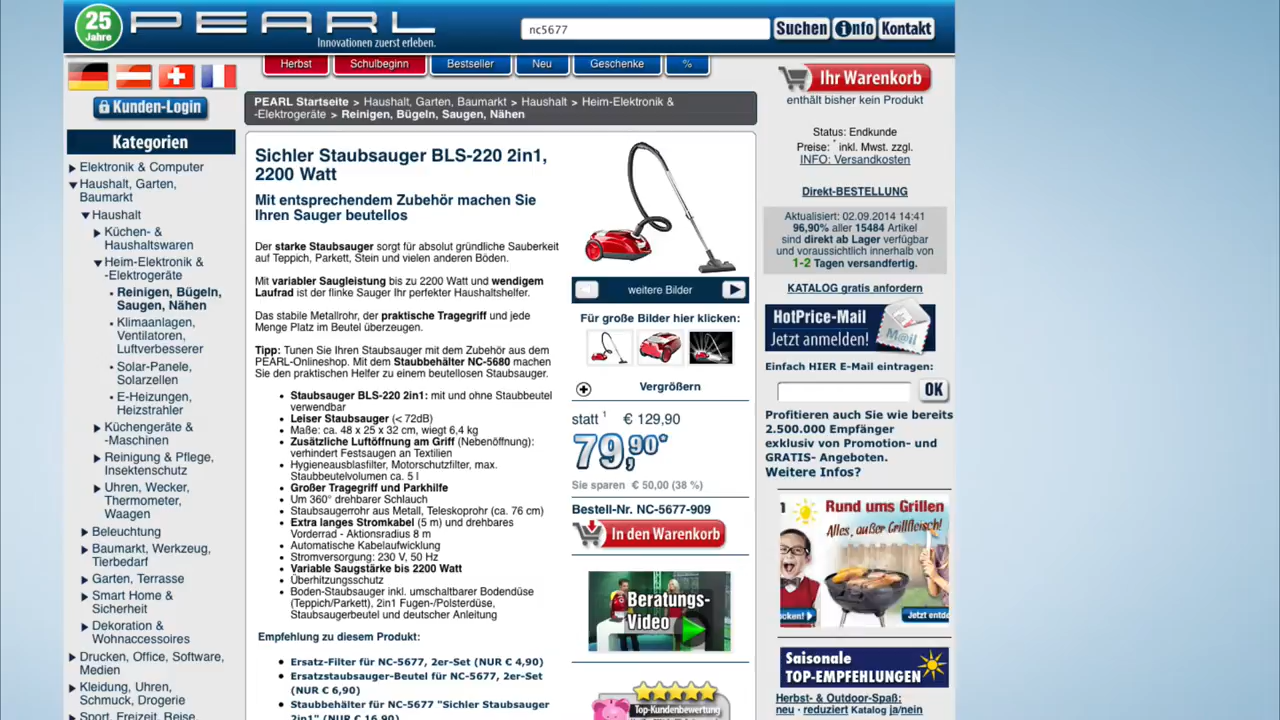 25
Jahre
PEARL
Innovationen zuerst erleben.
nc5677
Suchen
info
Kontakt
Herbst
Schulbeginn
Bestseller
Neu
Geschenke
%
Kunden-Login
Kategorien
Elektronik & Computer
Haushalt, Garten,
Baumarkt
Haushalt
Küchen- &
Haushaltswaren
Heim-Elektronik &
-Elektrogeräte
Reinigen, Bügeln,
Saugen, Nähen
Klimaanlagen,
Ventilatoren,
Luftverbesserer
Solar-Panele,
Solarzellen
E-Heizungen,
Heizstrahler
Küchengeräte &
-Maschinen
Reinigung & Pflege,
Insektenschutz
Uhren, Wecker,
Thermometer,
Waagen
Beleuchtung
Baumarkt, Werkzeug,
Tierbedarf
Garten, Terrasse
Smart Home &
Sicherheit
Dekoration &
Wohnaccessoires
Drucken, Office, Software,
Medien
Kleidung, Uhren,
Schmuck, Drogerie
Sport, Freizeit, Reise
PEARL Startseite > Haushalt, Garten, Baumarkt > Haushalt > Heim-Elektronik &
-Elektrogeräte > Reinigen, Bügeln, Saugen, Nähen
Sichler Staubsauger BLS-220 2in1,
2200 Watt
Mit entsprechendem Zubehör machen Sie
Ihren Sauger beutellos
Der starke Staubsauger sorgt für absolut gründliche Sauberkeit
auf Teppich, Parkett, Stein und vielen anderen Böden.
Mit variabler Saugleistung bis zu 2200 Watt und wendigem
Laufrad ist der flinke Sauger Ihr perfekter Haushaltshelfer.
Das stabile Metallrohr, der praktische Tragegriff und jede
Menge Platz im Beutel überzeugen.
Tipp: Tunen Sie Ihren Staubsauger mit dem Zubehör aus dem
PEARL-Onlineshop. Mit dem Staubbehälter NC-5680 machen
Sie den praktischen Helfer zu einem beutellosen Staubsauger.
Staubsauger BLS-220 2in1: mit und ohne Staubbeutel
verwendbar
Leiser Staubsauger (< 72dB)
Maße: ca. 48 x 25 x 32 cm, wiegt 6,4 kg
Zusätzliche Luftöffnung am Griff (Nebenöffnung):
verhindert Festsaugen an Textilien
Hygieneausblasfilter, Motorschutzfilter, max.
Staubbeutelvolumen ca. 5 l
Großer Tragegriff und Parkhilfe
Um 360° drehbarer Schlauch
Staubsaugerrohr aus Metall, Teleskoprohr (ca. 76 cm)
Extra langes Stromkabel (5 m) und drehbares
Vorderrad - Aktionsradius 8 m
Automatische Kabelaufwicklung
Stromversorgung: 230 V, 50 Hz
Variable Saugstärke bis 2200 Watt
Überhitzungsschutz
Boden-Staubsauger inkl. umschaltbarer Bodendüse
(Teppich/Parkett), 2in1 Fugen-/Polsterdüse,
Staubsaugerbeutel und deutscher Anleitung
Empfehlung zu diesem Produkt:
Ersatz-Filter für NC-5677, 2er-Set (NUR € 4,90)
Ersatzstaubsauger-Beutel für NC-5677, 2er-Set
(NUR € 6,90)
Staubbehälter für NC-5677 "Sichler Staubsauger
2in1" (NUR € 16,90)
weitere Bilder
Für große Bilder hier klicken:
Vergrößern
statt 1 € 129,90
79,90*
Sie sparen € 50,00 (38 %)
Bestell-Nr. NC-5677-909
In den Warenkorb
Beratungs-
Video
Top-Kundenbewertung
Ihr Warenkorb
enthält bisher kein Produkt
Status: Endkunde
Preise: * inkl. Mwst. zzgl.
INFO: Versandkosten
Direkt-BESTELLUNG
Aktualisiert: 02.09.2014 14:41
96,90% aller 15484 Artikel
sind direkt ab Lager verfügbar
und voraussichtlich innerhalb von
1-2 Tagen versandfertig.
KATALOG gratis anfordern
HotPrice-Mail
Jetzt anmelden!
M@il
Einfach HIER E-Mail eintragen:
OK
Profitieren auch Sie wie bereits
2.500.000 Empfänger
exklusiv von Promotion- und
GRATIS- Angeboten.
Weitere Infos?
Rund ums Grillen
Alles, außer Grillfleisch!
cken!
Jetzt entde
Saisonale
TOP-EMPFEHLUNGEN
Herbst- & Outdoor-Spaß:
neu · reduziert Katalog ja/nein